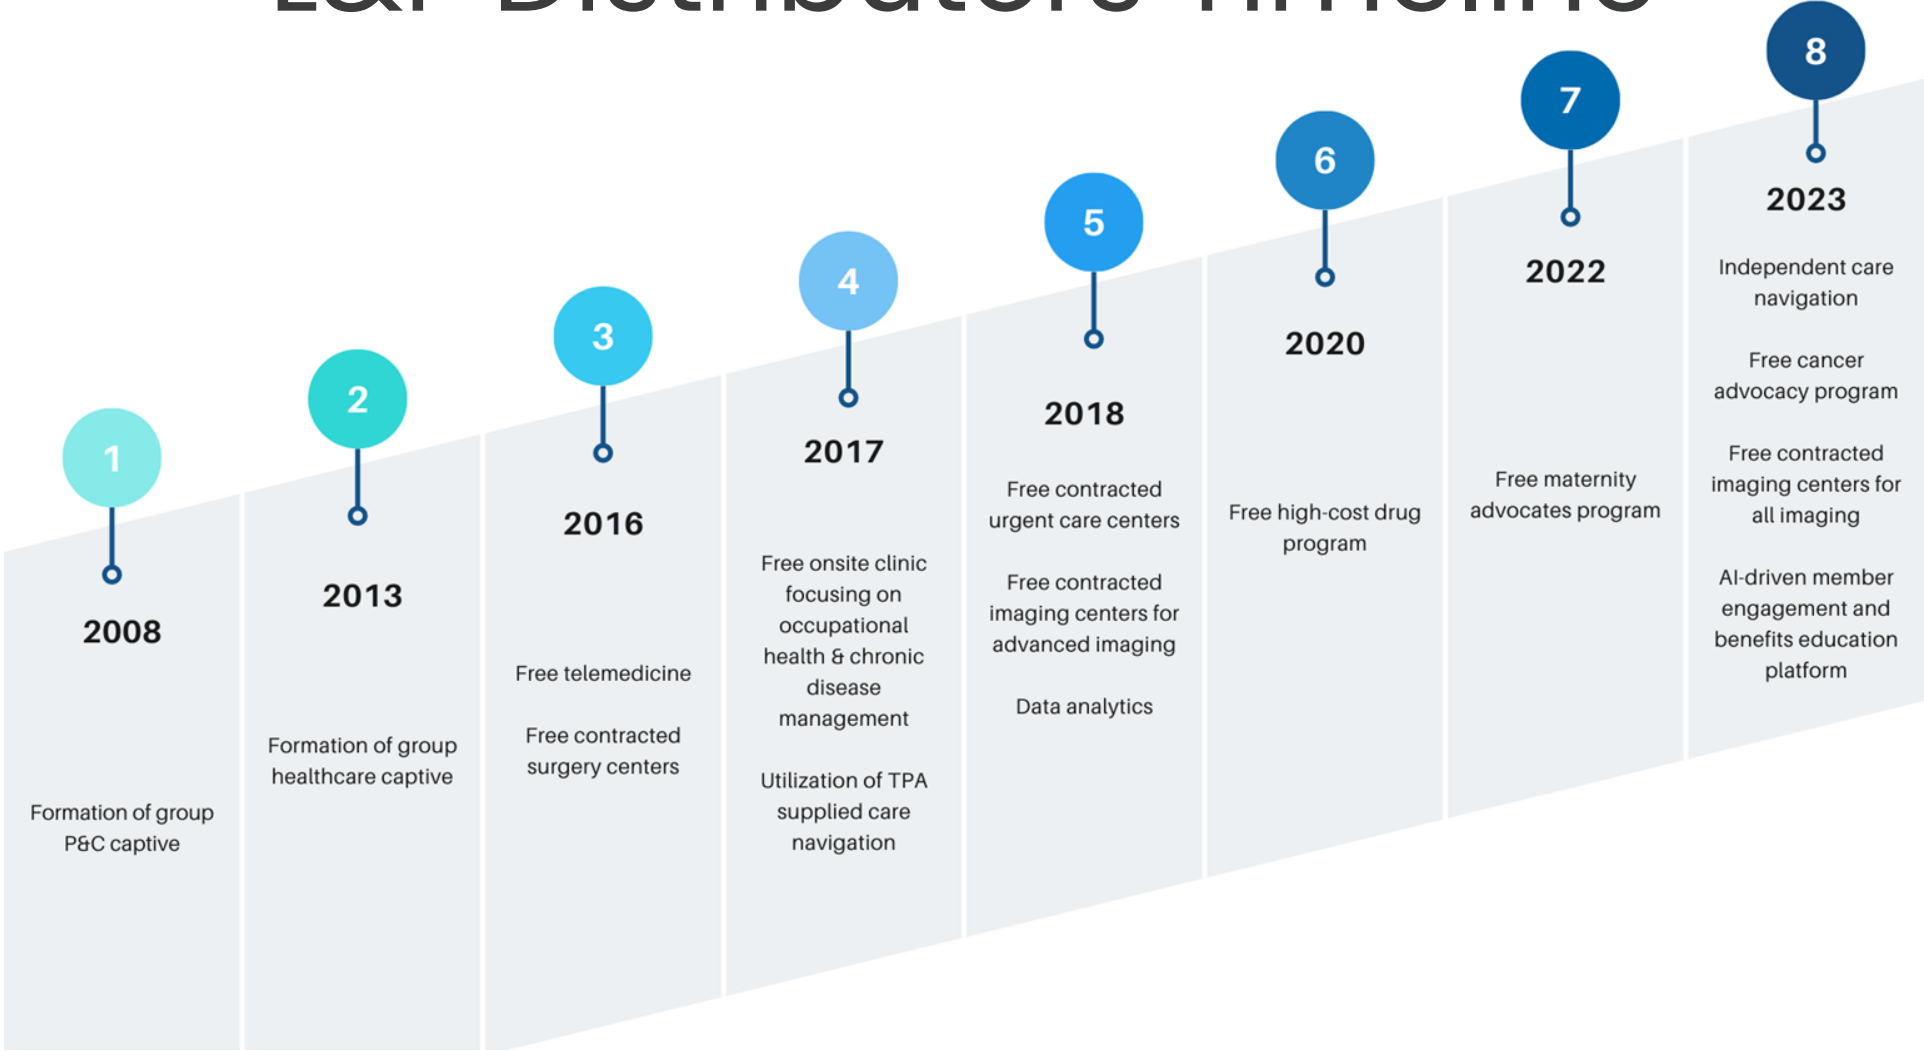 Distributors Timeline
1
2008
Formation of group
P&C captive
2
2013
Formation of group
healthcare captive
3
2016
Free telemedicine
Free contracted
surgery centers
4
2017
Free onsite clinic
focusing on
occupational
health & chronic
disease
management
Utilization of TPA
supplied care
navigation
5
2018
Free contracted
urgent care centers
Free contracted
imaging centers for
advanced imaging
Data analytics
6
2020
Free high-cost drug
program
7
2022
Free maternity
advocates program
8
2023
Independent care
navigation
Free cancer
advocacy program
Free contracted
imaging centers for
all imaging
AI-driven member
engagement and
benefits education
platform